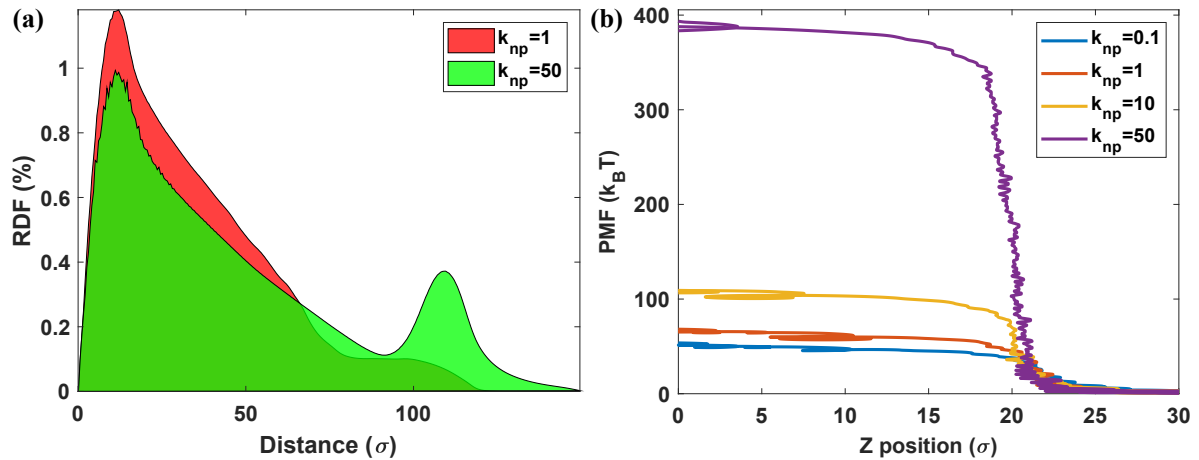 (a)
k_np=1
k_np=50
1
0.8
0.6
0.4
0.2
0
RDF (%)
0
50
100
Distance (σ)
(b)
k_np=0.1
k_np=1
k_np=10
k_np=50
400
300
200
100
0
PMF (k_BT)
0
5
10
15
20
25
30
Z position (σ)